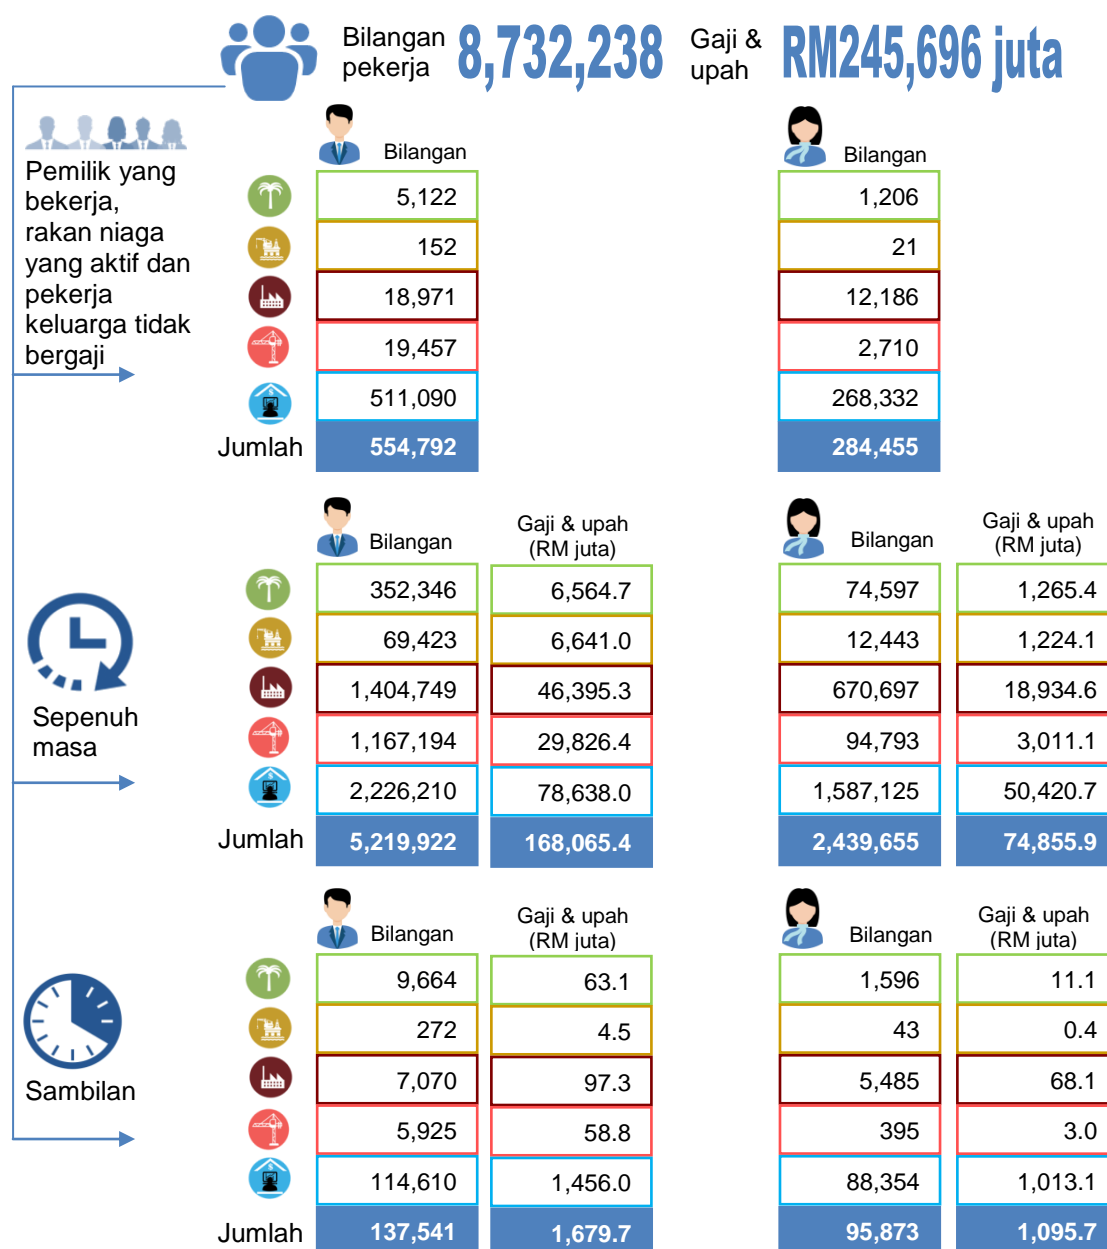 Bilangan pekerja 8,732,238 Gaji & upah RM245,696 juta
Pemilik yang
bekerja,
rakan niaga
yang aktif dan
pekerja
keluarga tidak
bergaji
Bilangan Bilangan
5,122 1,206
152 21
18,971 12,186
19,457 2,710
511,090 268,332
Jumlah 554,792 284,455
Sepenuh
masa
Bilangan Gaji & upah (RM juta) Bilangan Gaji & upah (RM juta)
352,346 6,564.7 74,597 1,265.4
69,423 6,641.0 12,443 1,224.1
1,404,749 46,395.3 670,697 18,934.6
1,167,194 29,826.4 94,793 3,011.1
2,226,210 78,638.0 1,587,125 50,420.7
Jumlah 5,219,922 168,065.4 2,439,655 74,855.9
Sambilan
Bilangan Gaji & upah (RM juta) Bilangan Gaji & upah (RM juta)
9,664 63.1 1,596 11.1
272 4.5 43 0.4
7,070 97.3 5,485 68.1
5,925 58.8 395 3.0
114,610 1,456.0 88,354 1,013.1
Jumlah 137,541 1,679.7 95,873 1,095.7